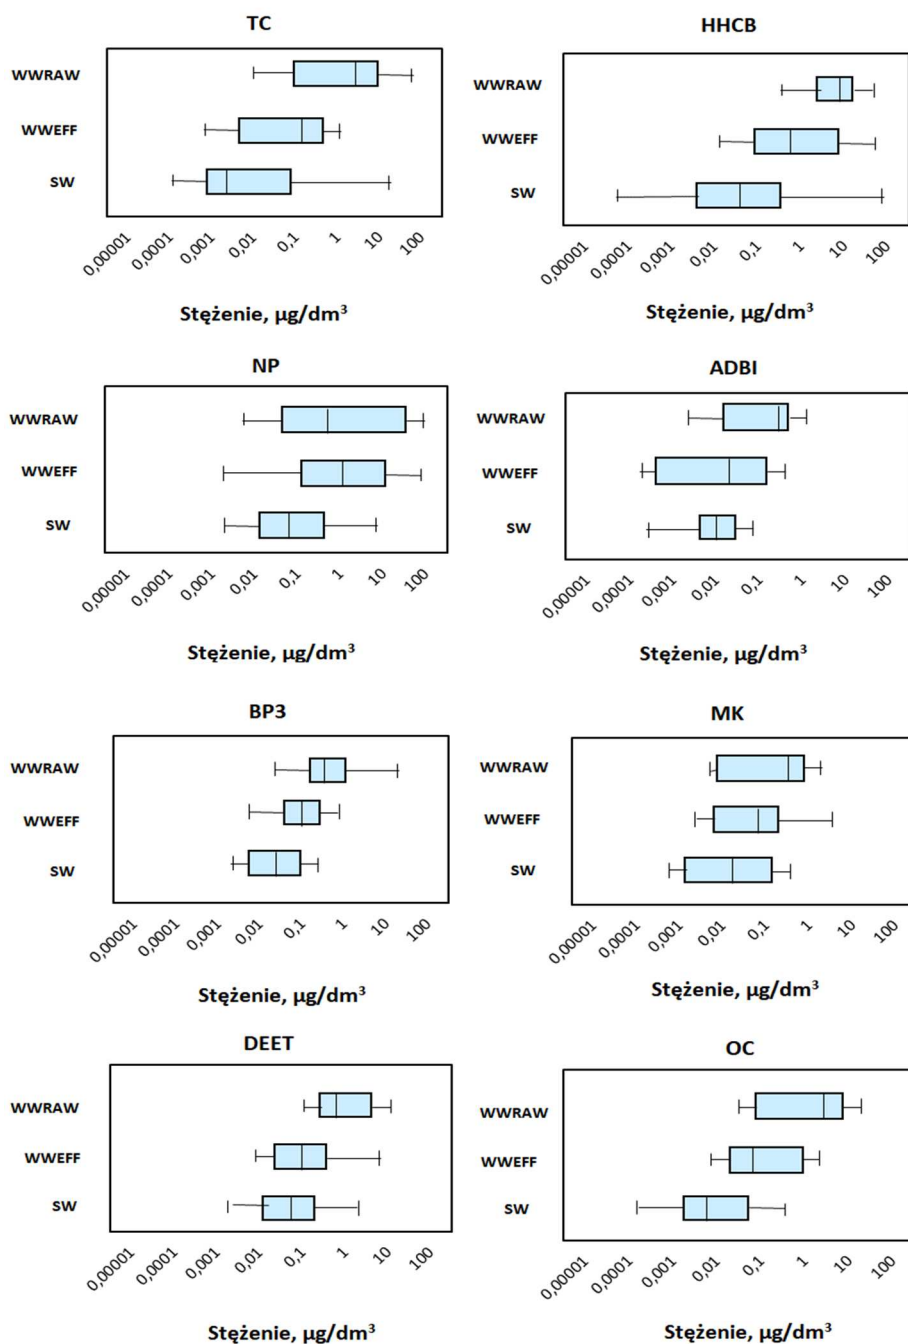 TC
WWRAW
WWEFF
SW
0,00001 0,0001 0,001 0,01 0,1 1 10 100
Stężenie, µg/dm³
HHCB
WWRAW
WWEFF
SW
0,00001 0,0001 0,001 0,01 0,1 1 10 100
Stężenie, µg/dm³
NP
WWRAW
WWEFF
SW
0,00001 0,0001 0,001 0,01 0,1 1 10 100
Stężenie, µg/dm³
ADBI
WWRAW
WWEFF
SW
0,00001 0,0001 0,001 0,01 0,1 1 10 100
Stężenie, µg/dm³
BP3
WWRAW
WWEFF
SW
0,00001 0,0001 0,001 0,01 0,1 1 10 100
Stężenie, µg/dm³
MK
WWRAW
WWEFF
SW
0,00001 0,0001 0,001 0,01 0,1 1 10 100
Stężenie, µg/dm³
DEET
WWRAW
WWEFF
SW
0,00001 0,0001 0,001 0,01 0,1 1 10 100
Stężenie, µg/dm³
OC
WWRAW
WWEFF
SW
0,00001 0,0001 0,001 0,01 0,1 1 10 100
Stężenie, µg/dm³